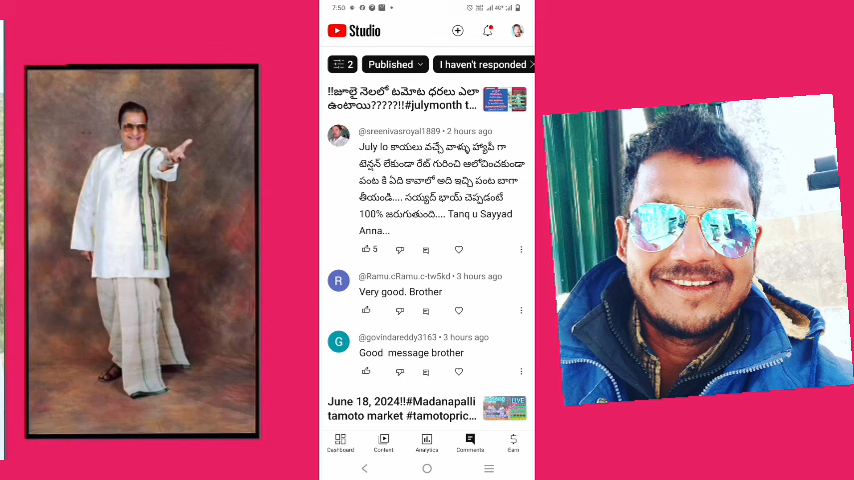 7:50
4G+
Studio
2 Published I haven't responded
!!జూలై నెలలో టమోట ధరలు ఎలా
ఉంటాయి?????!!#julymonth t...
@sreenivasroyal1889 • 2 hours ago
July lo కాయలు వచ్చే వాళ్ళు హ్యాపీ గా
టెన్షన్ లేకుండా రేట్ గురించి ఆలోచించకుండా
పంట కి ఏది కావాలో అది ఇచ్చి పంట బాగా
తీయండి.... సయ్యద్ భాయ్ చెప్పడంటే
100% జరుగుతుంది.... Tanq u Sayyad
Anna...
5
R
@Ramu.cRamu.c-tw5kd • 3 hours ago
Very good. Brother
G
@govindareddy3163 • 3 hours ago
Good message brother
June 18, 2024!!#Madanapalli
tamoto market #tamotopric...
LIVE
Dashboard Content Analytics Comments Earn